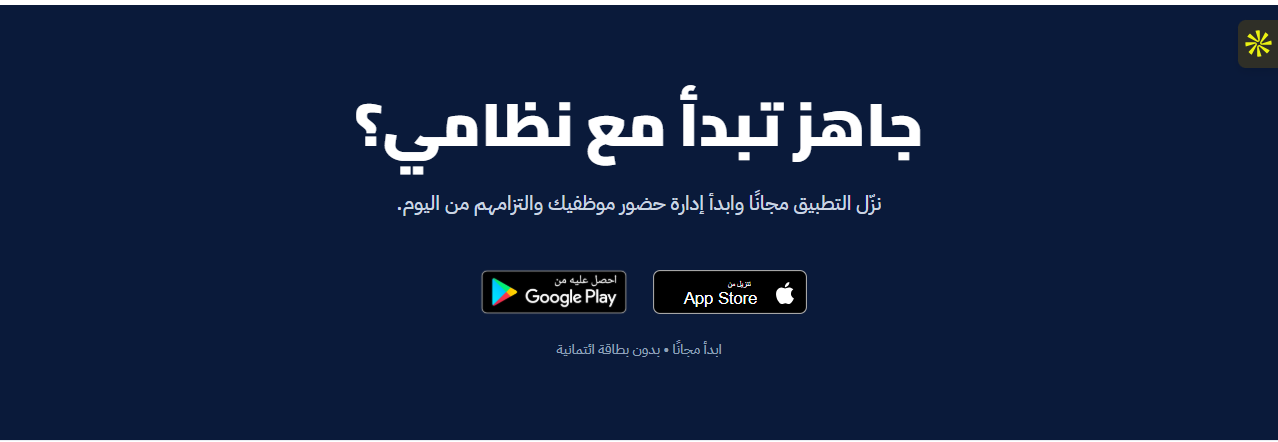 جاهز تبدأ مع نظامي؟
نزّل التطبيق مجانًا وابدأ إدارة حضور موظفيك والتزامهم من اليوم.
تنزيل من
App Store
احصل عليه من
Google Play
ابدأ مجانًا • بدون بطاقة ائتمانية